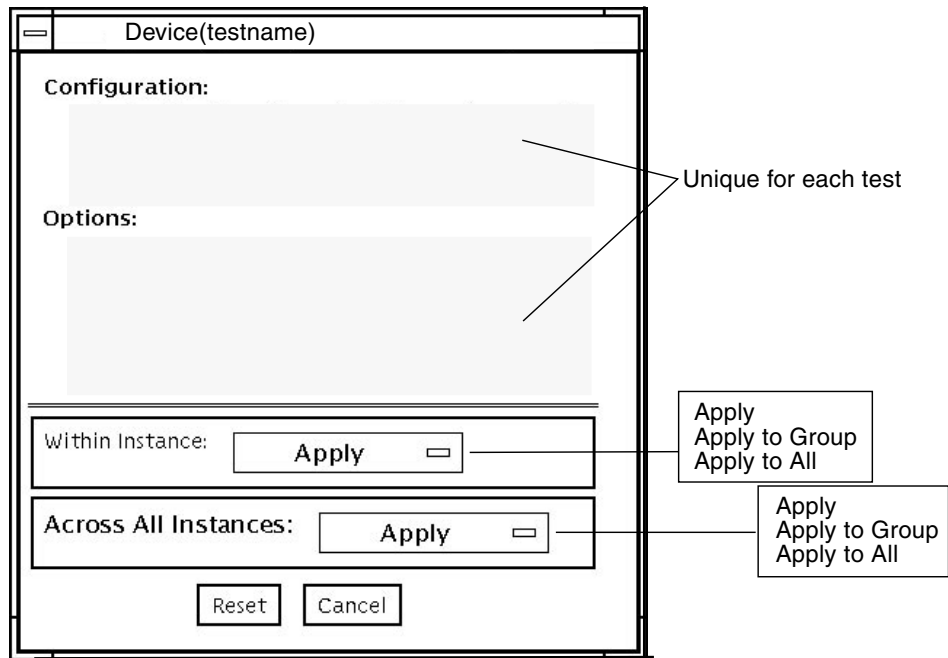 Device(testname)
Configuration:
Unique for each test
Options:
Within Instance:
Apply
Apply
Apply to Group
Apply to All
Across All Instances:
Apply
Apply
Apply to Group
Apply to All
Reset
Cancel